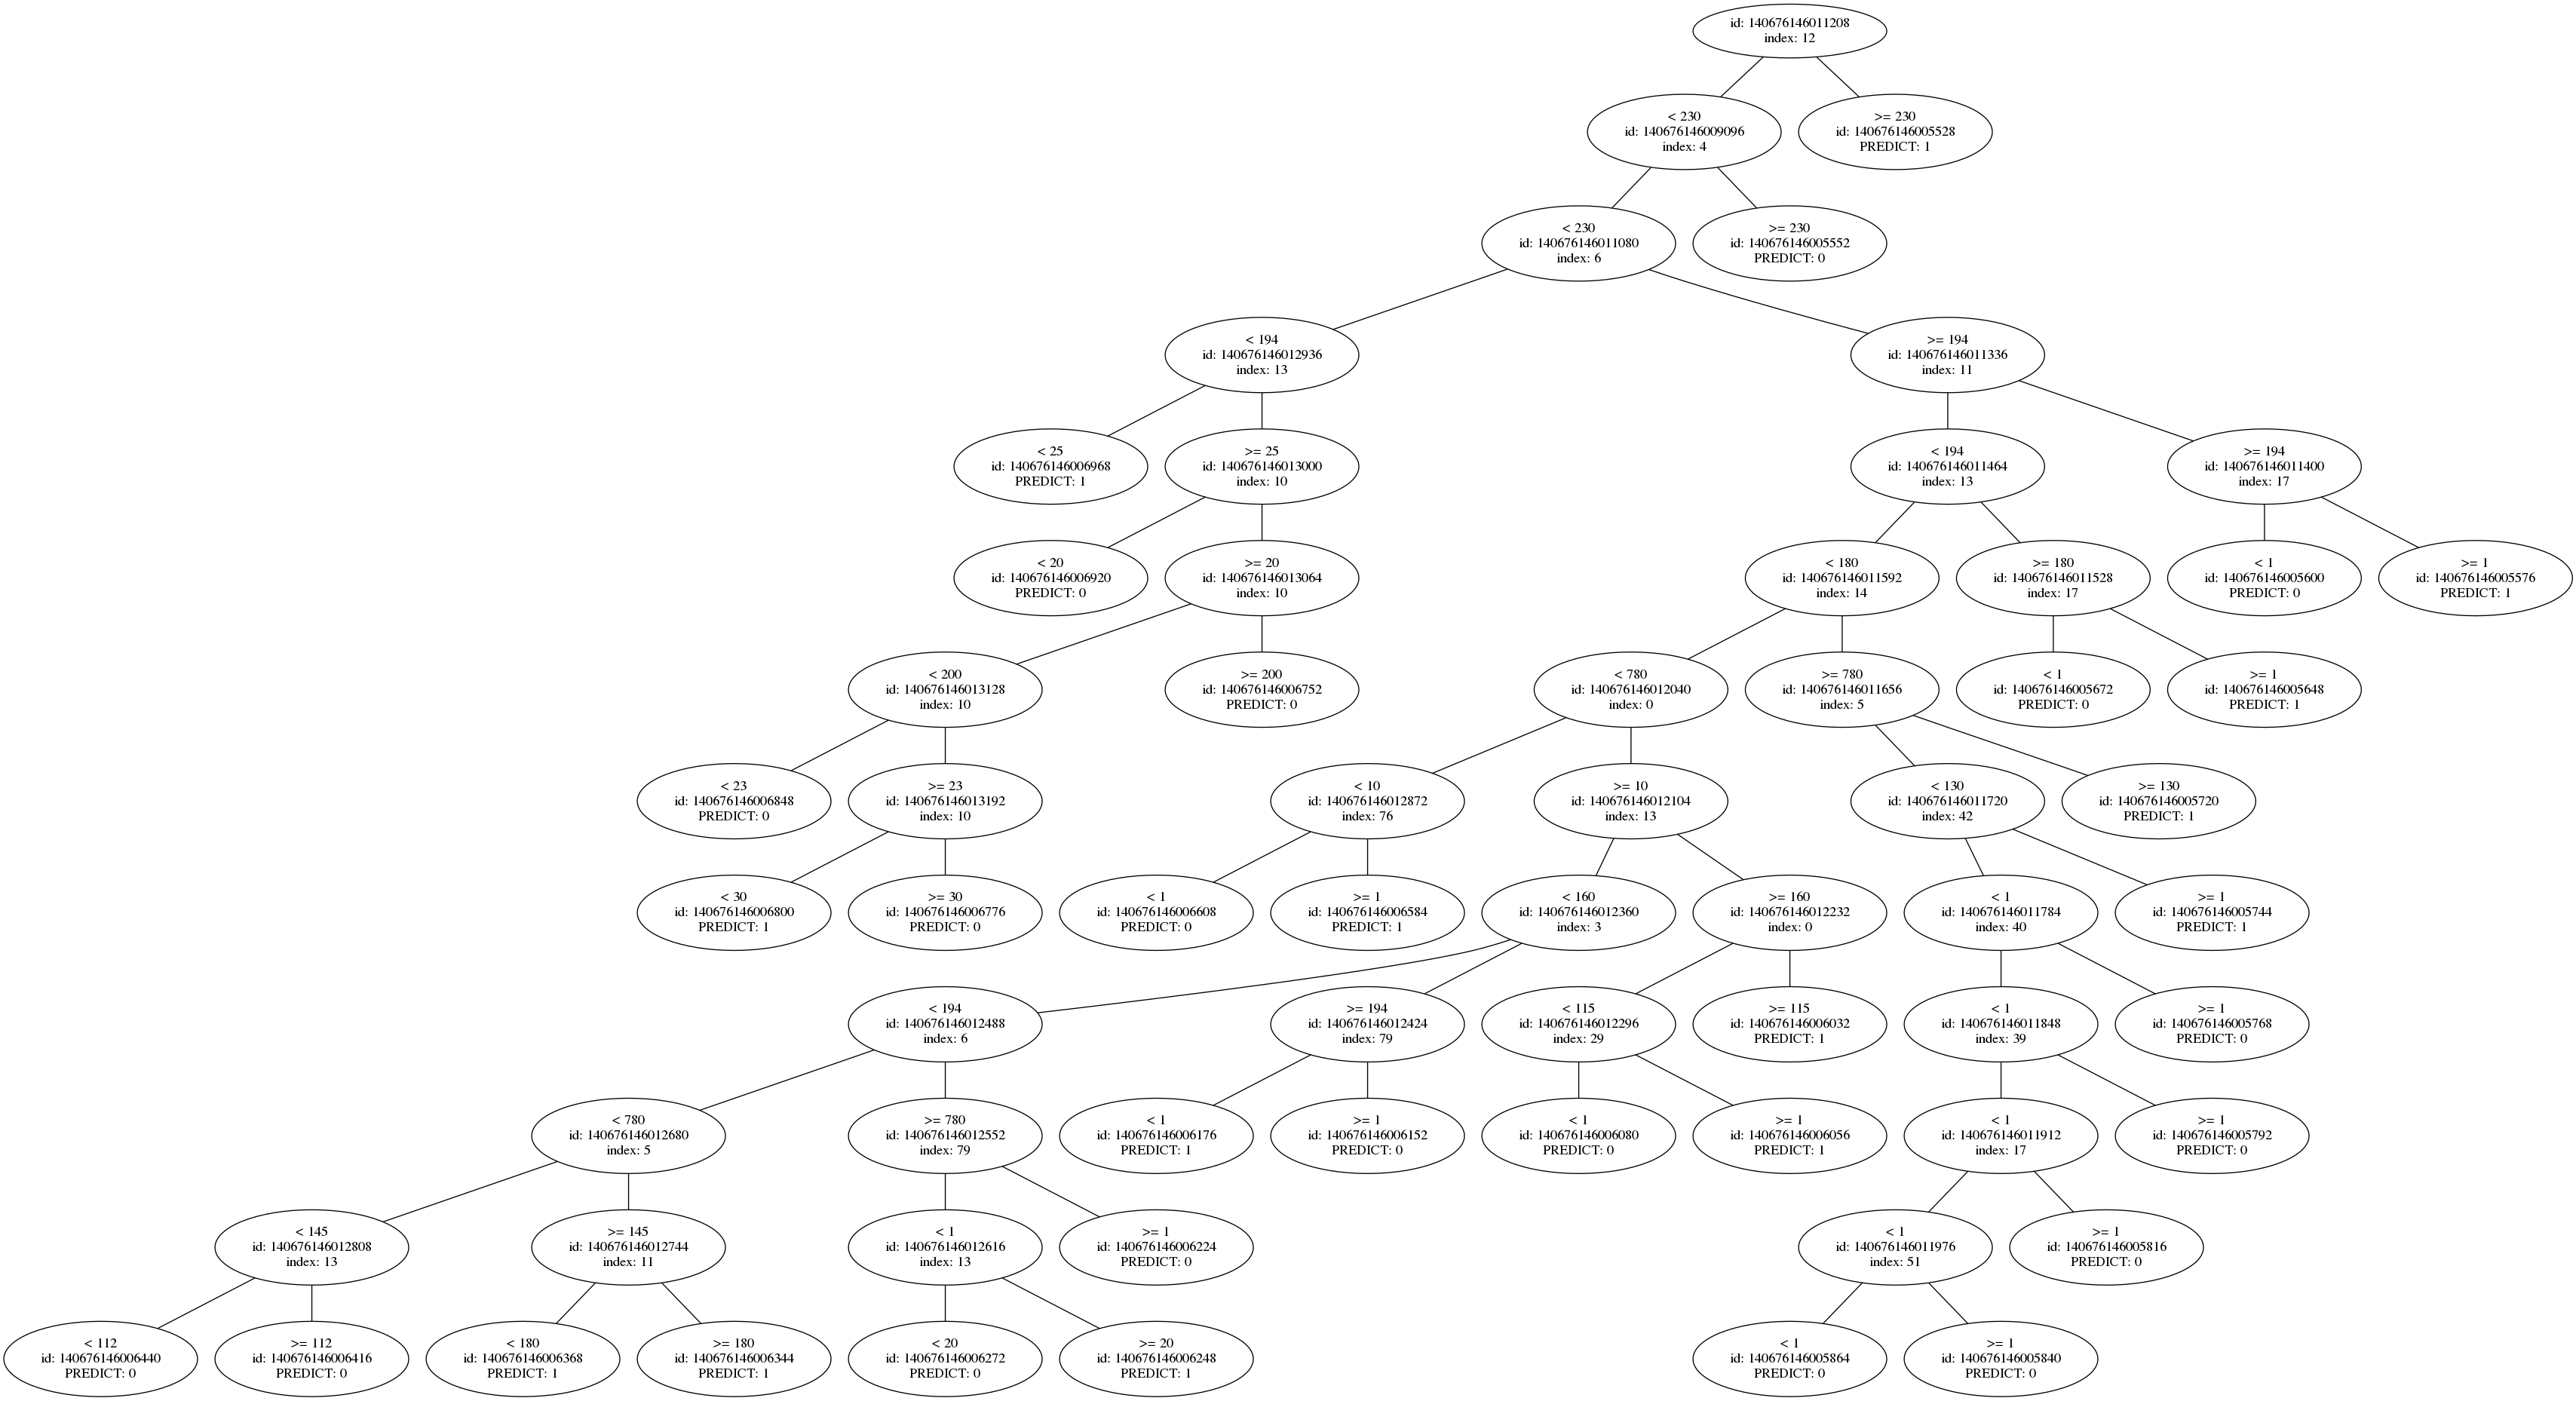 id: 140676146011208
index: 12
< 230
id: 140676146009096
index: 4
>= 230
id: 140676146005528
PREDICT: 1
< 230
id: 140676146011080
index: 6
>= 230
id: 140676146005552
PREDICT: 0
< 194
id: 140676146012936
index: 13
>= 194
id: 140676146011336
index: 11
< 25
id: 140676146006968
PREDICT: 1
>= 25
id: 140676146013000
index: 10
< 194
id: 140676146011464
index: 13
>= 194
id: 140676146011400
index: 17
< 20
id: 140676146006920
PREDICT: 0
>= 20
id: 140676146013064
index: 10
< 180
id: 140676146011592
index: 14
>= 180
id: 140676146011528
index: 17
< 1
id: 140676146005600
PREDICT: 0
>= 1
id: 140676146005576
PREDICT: 1
< 200
id: 140676146013128
index: 10
>= 200
id: 140676146006752
PREDICT: 0
< 780
id: 140676146012040
index: 0
>= 780
id: 140676146011656
index: 5
< 1
id: 140676146005672
PREDICT: 0
>= 1
id: 140676146005648
PREDICT: 1
< 23
id: 140676146006848
PREDICT: 0
>= 23
id: 140676146013192
index: 10
< 10
id: 140676146012872
index: 76
>= 10
id: 140676146012104
index: 13
< 130
id: 140676146011720
index: 42
>= 130
id: 140676146005720
PREDICT: 1
< 30
id: 140676146006800
PREDICT: 1
>= 30
id: 140676146006776
PREDICT: 0
< 1
id: 140676146006608
PREDICT: 0
>= 1
id: 140676146006584
PREDICT: 1
< 160
id: 140676146012360
index: 3
>= 160
id: 140676146012232
index: 0
< 1
id: 140676146011784
index: 40
>= 1
id: 140676146005744
PREDICT: 1
< 194
id: 140676146012488
index: 6
>= 194
id: 140676146012424
index: 79
< 115
id: 140676146012296
index: 29
>= 115
id: 140676146006032
PREDICT: 1
< 1
id: 140676146011848
index: 39
>= 1
id: 140676146005768
PREDICT: 0
< 780
id: 140676146012680
index: 5
>= 780
id: 140676146012552
index: 79
< 1
id: 140676146006176
PREDICT: 1
>= 1
id: 140676146006152
PREDICT: 0
< 1
id: 140676146006080
PREDICT: 0
>= 1
id: 140676146006056
PREDICT: 1
< 1
id: 140676146011912
index: 17
>= 1
id: 140676146005792
PREDICT: 0
< 145
id: 140676146012808
index: 13
>= 145
id: 140676146012744
index: 11
< 1
id: 140676146012616
index: 13
>= 1
id: 140676146006224
PREDICT: 0
< 1
id: 140676146011976
index: 51
>= 1
id: 140676146005816
PREDICT: 0
< 112
id: 140676146006440
PREDICT: 0
>= 112
id: 140676146006416
PREDICT: 0
< 180
id: 140676146006368
PREDICT: 1
>= 180
id: 140676146006344
PREDICT: 1
< 20
id: 140676146006272
PREDICT: 0
>= 20
id: 140676146006248
PREDICT: 1
< 1
id: 140676146005864
PREDICT: 0
>= 1
id: 140676146005840
PREDICT: 0